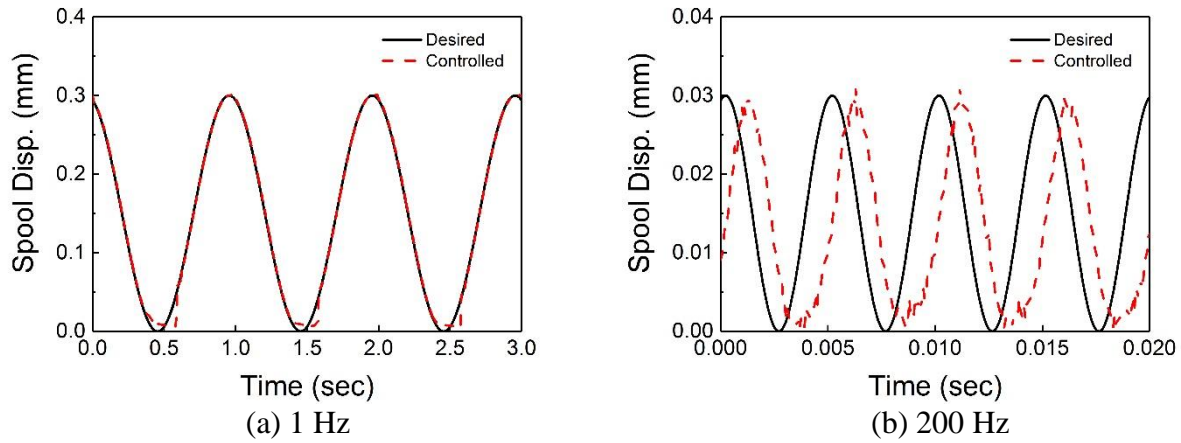 0.4
0.3
0.2
0.1
0.0
Spool Disp. (mm)
Desired
Controlled
0.0 0.5 1.0 1.5 2.0 2.5 3.0
Time (sec)
(a) 1 Hz
0.04
0.03
0.02
0.01
0.00
Spool Disp. (mm)
Desired
Controlled
0.000 0.005 0.010 0.015 0.020
Time (sec)
(b) 200 Hz